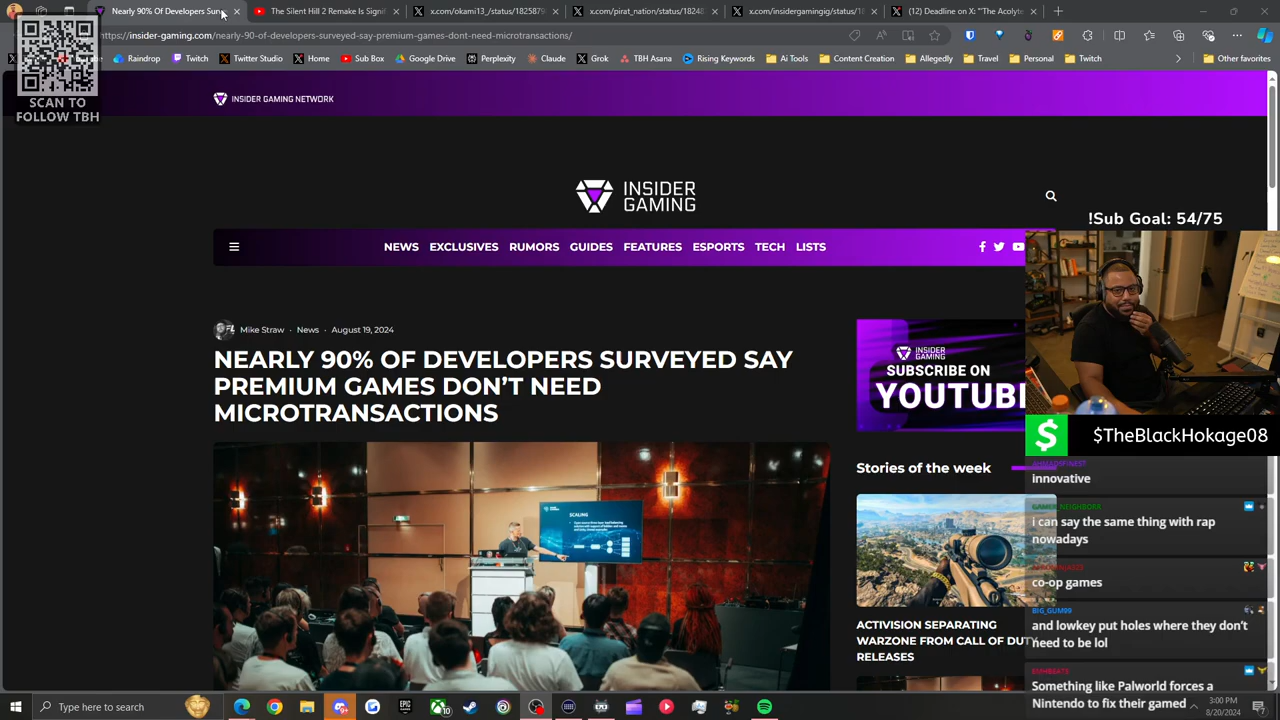 Nearly 90% Of Developers Surve
The Silent Hill 2 Remake Is Signif
x.com/okami13_/status/1825879
x.com/pirat_nation/status/18248
x.com/insidergamingig/status/18
(12) Deadline on X: "'The Acolyte
https://insider-gaming.com/nearly-90-of-developers-surveyed-say-premium-games-dont-need-microtransactions/
Raindrop
Twitch
Twitter Studio
Home
Sub Box
Google Drive
Perplexity
Claude
Grok
TBH Asana
Rising Keywords
Ai Tools
Content Creation
Allegedly
Travel
Personal
Twitch
Other favorites
SCAN TO
FOLLOW TBH
INSIDER GAMING NETWORK
INSIDER
GAMING
!Sub Goal: 54/75
NEWS EXCLUSIVES RUMORS GUIDES FEATURES ESPORTS TECH LISTS
Mike Straw · News · August 19, 2024
NEARLY 90% OF DEVELOPERS SURVEYED SAY
PREMIUM GAMES DON'T NEED
MICROTRANSACTIONS
SCALING
INSIDER
GAMING
SUBSCRIBE ON
YOUTUBE
Stories of the week
ACTIVISION SEPARATING
WARZONE FROM CALL OF DUTY
RELEASES
$TheBlackHokage08
innovative
i can say the same thing with rap
nowadays
co-op games
BIG_GUM99
and lowkey put holes where they don't
need to be lol
Something like Palworld forces a
Nintendo to fix their gamed
Type here to search
3:00 PM
8/20/2024